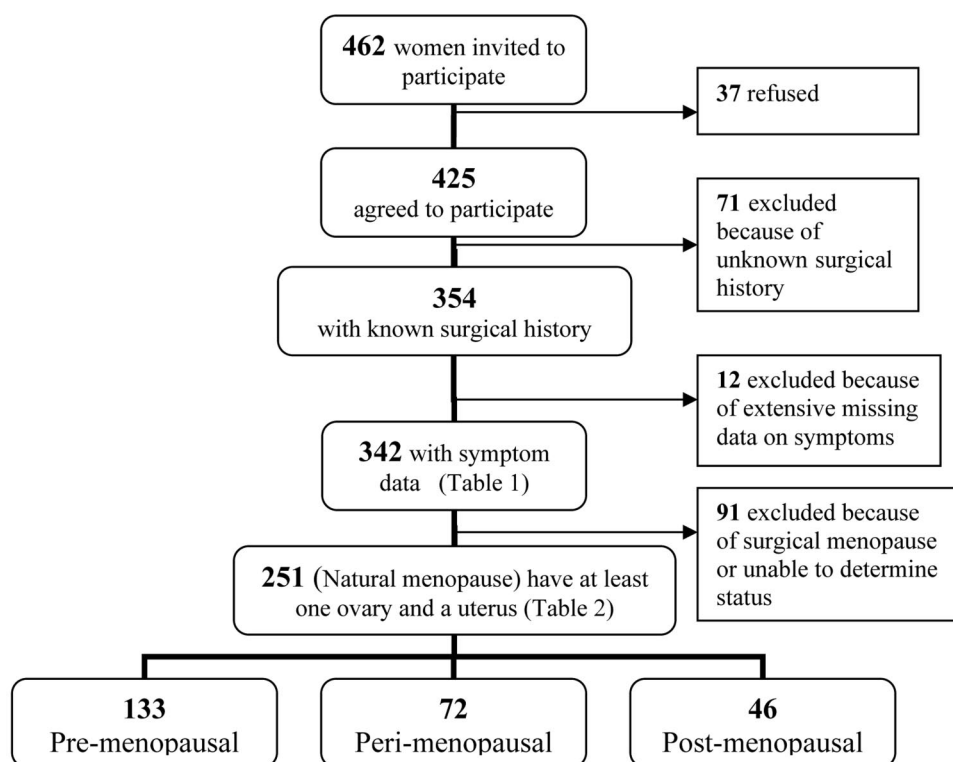 462 women invited to
participate
37 refused
425
agreed to participate
71 excluded
because of
unknown surgical
history
354
with known surgical history
12 excluded because
of extensive missing
data on symptoms
342 with symptom
data (Table 1)
91 excluded because
of surgical menopause
or unable to determine
status
251 (Natural menopause) have at least
one ovary and a uterus (Table 2)
133
Pre-menopausal
72
Peri-menopausal
46
Post-menopausal